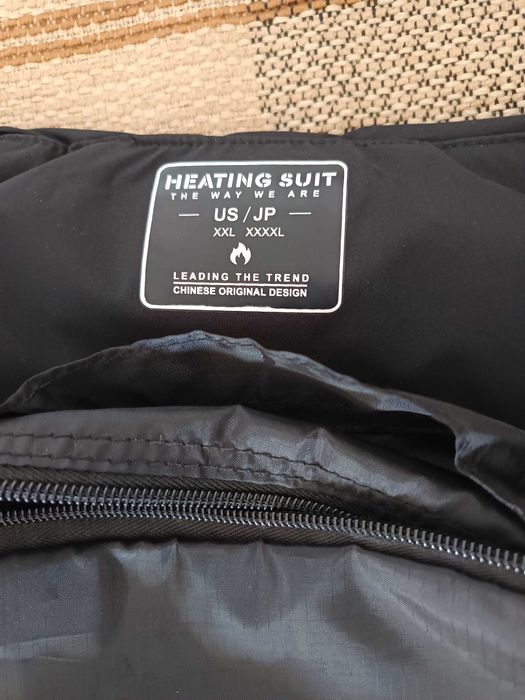 HEATING SUIT
THE WAY WE ARE
— US / JP —
XXL XXXXL
LEADING THE TREND
CHINESE ORIGINAL DESIGN